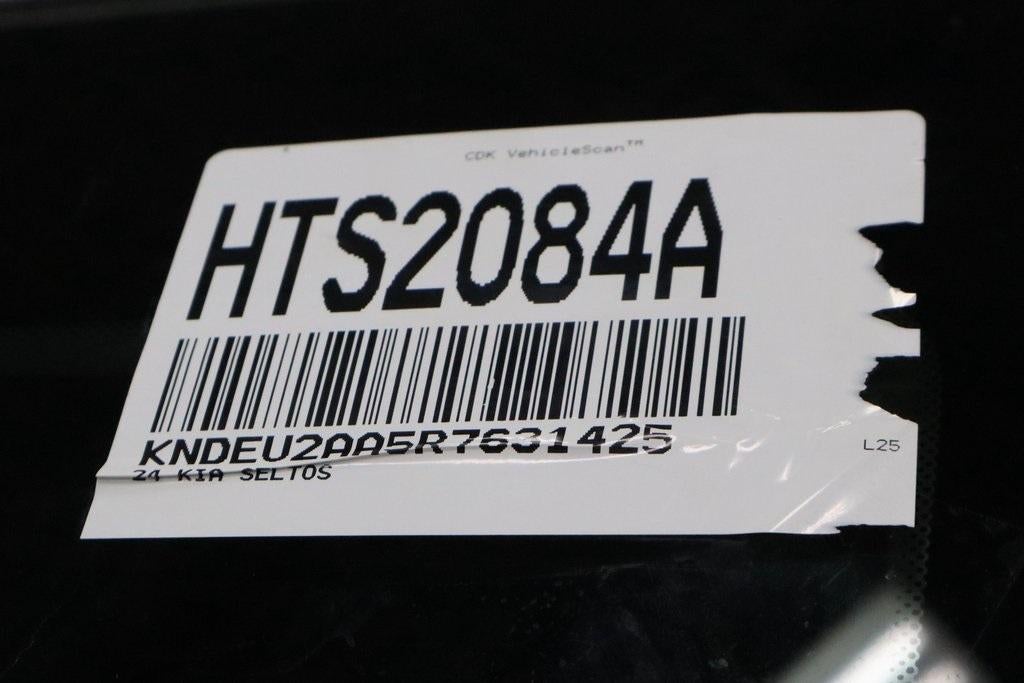 CDK VehicleScan™
HTS2084A
KNDEU2AA5R7631425
24 KIA SELTOS
L25